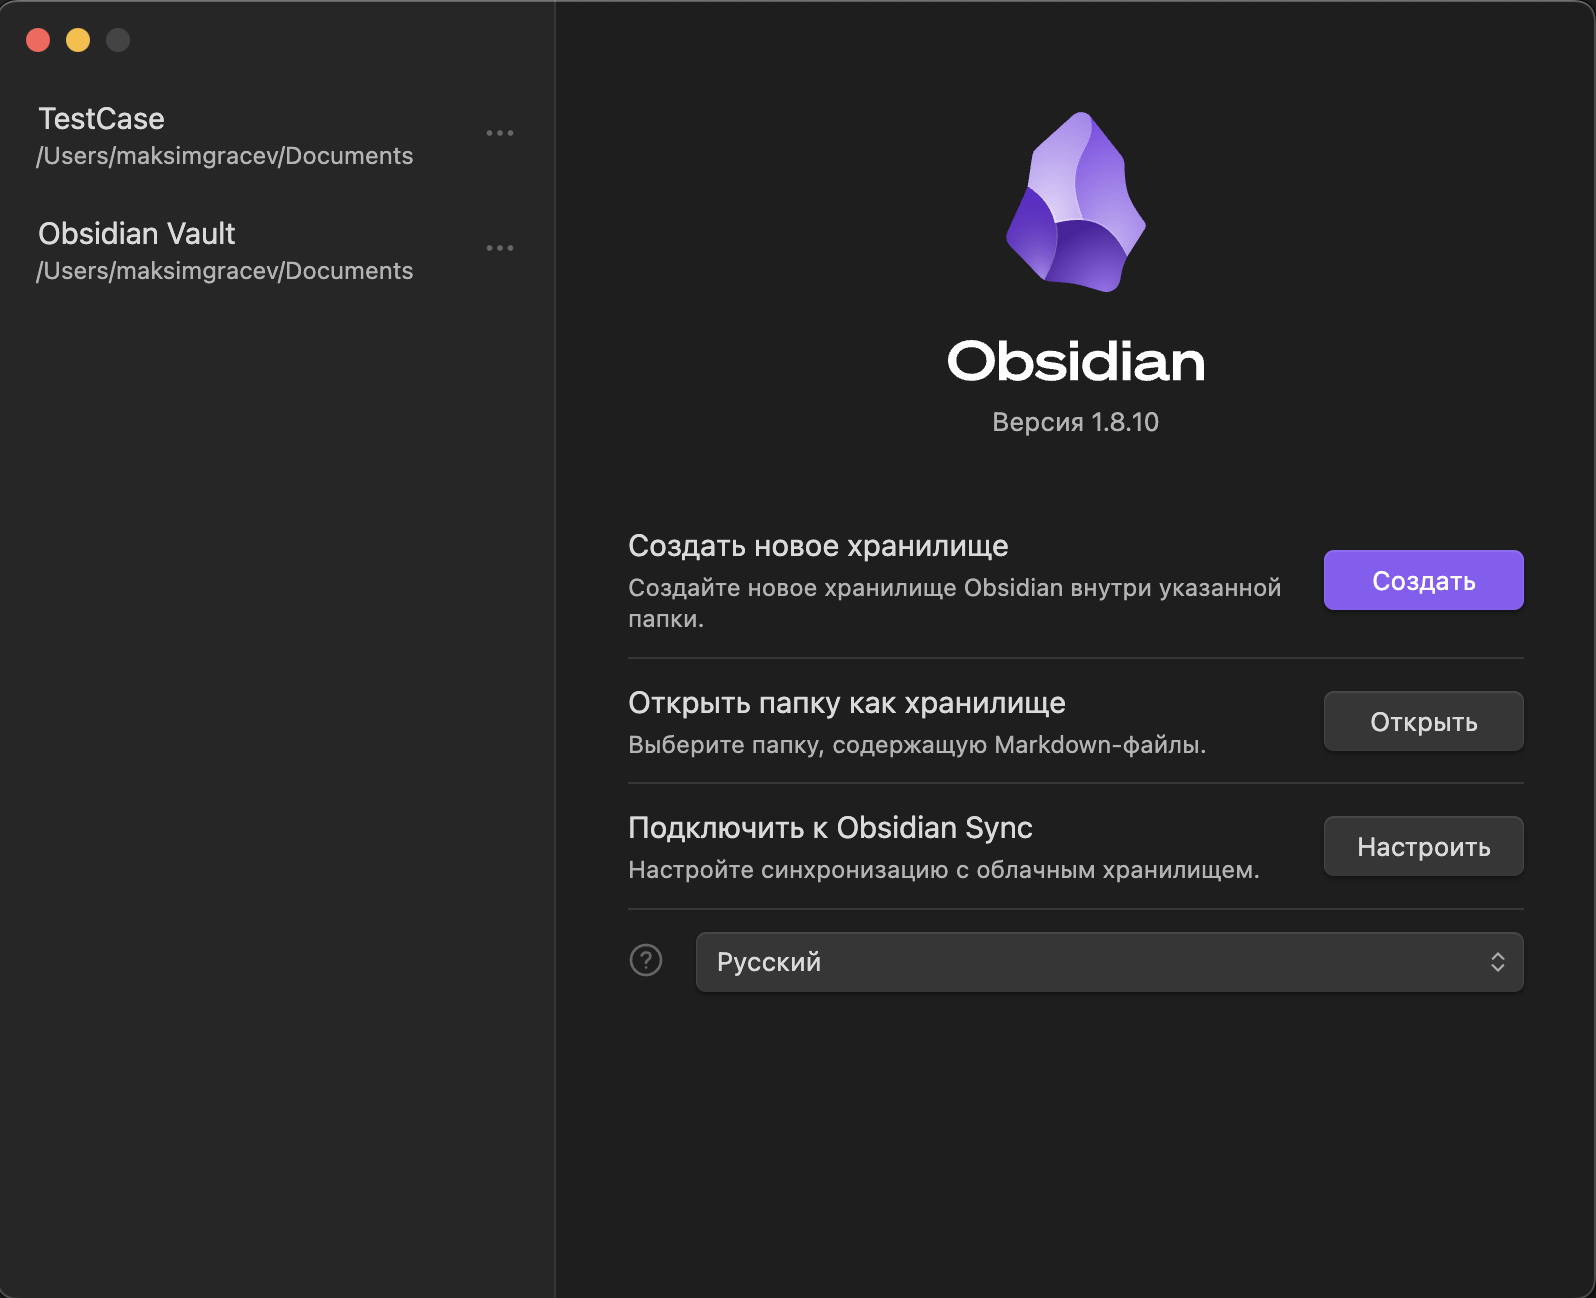 TestCase
/Users/maksimgracev/Documents
Obsidian Vault
/Users/maksimgracev/Documents
Obsidian
Версия 1.8.10
Создать новое хранилище
Создайте новое хранилище Obsidian внутри указанной
папки.
Создать
Открыть папку как хранилище
Выберите папку, содержащую Markdown-файлы.
Открыть
Подключить к Obsidian Sync
Настройте синхронизацию с облачным хранилищем.
Настроить
?
Русский